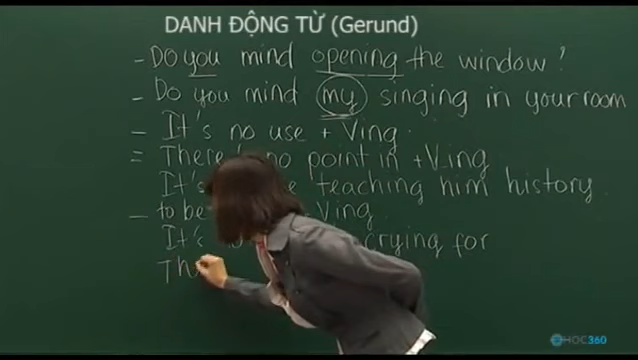 DANH ĐỘNG TỪ (Gerund)
- Do you mind opening the window?
- Do you mind my singing in your room
- It's no use + Ving.
= There's no point in + Ving
It's teaching him history.
- to be Ving
It's crying for
Th
HOC360